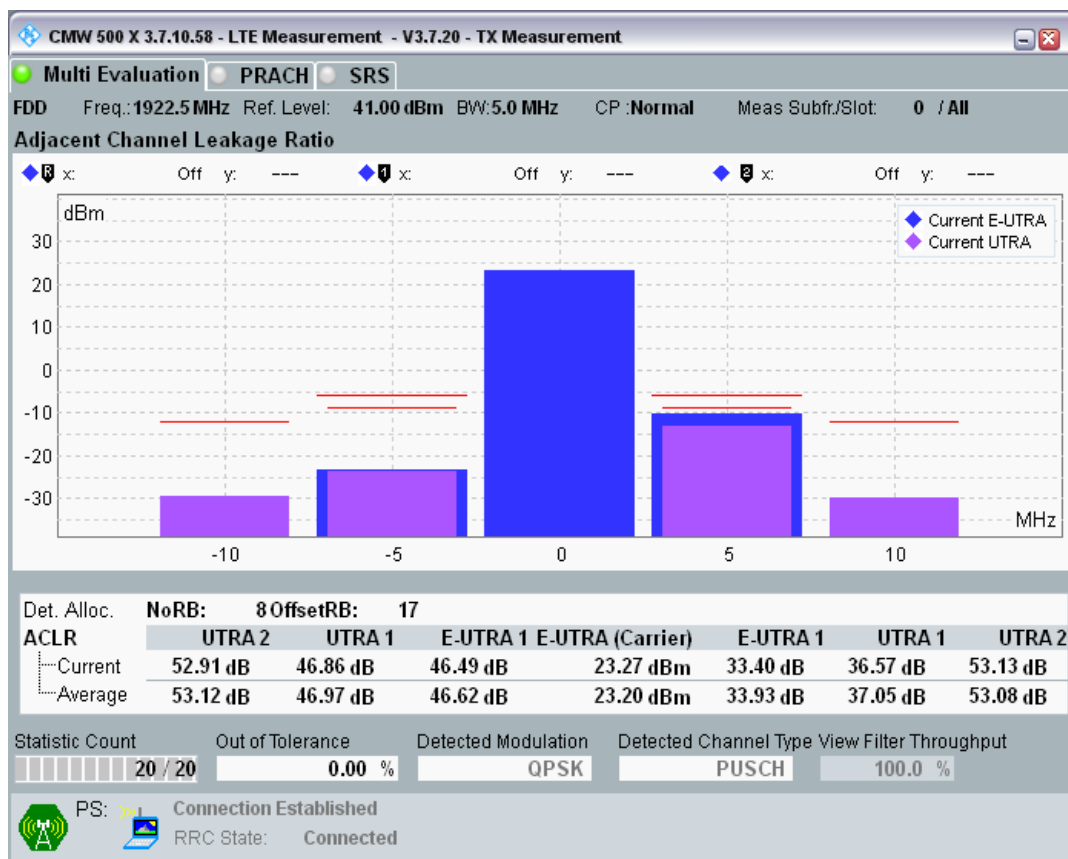 CMW 500 X 3.7.10.58 - LTE Measurement - V3.7.20 - TX Measurement
Multi Evaluation PRACH SRS
FDD Freq.: 1922.5 MHz Ref. Level: 41.00 dBm BW: 5.0 MHz CP : Normal Meas Subfr./Slot: 0 / All
Adjacent Channel Leakage Ratio
R x: Off y: --- 1 x: Off y: --- 2 x: Off y: ---
dBm
Current E-UTRA
Current UTRA
30
20
10
0
-10
-20
-30
MHz
-10 -5 0 5 10
Det. Alloc. NoRB: 8 OffsetRB: 17
ACLR UTRA 2 UTRA 1 E-UTRA 1 E-UTRA (Carrier) E-UTRA 1 UTRA 1 UTRA 2
Current 52.91 dB 46.86 dB 46.49 dB 23.27 dBm 33.40 dB 36.57 dB 53.13 dB
Average 53.12 dB 46.97 dB 46.62 dB 23.20 dBm 33.93 dB 37.05 dB 53.08 dB
Statistic Count Out of Tolerance Detected Modulation Detected Channel Type View Filter Throughput
20 / 20 0.00 % QPSK PUSCH 100.0 %
PS: Connection Established
RRC State: Connected